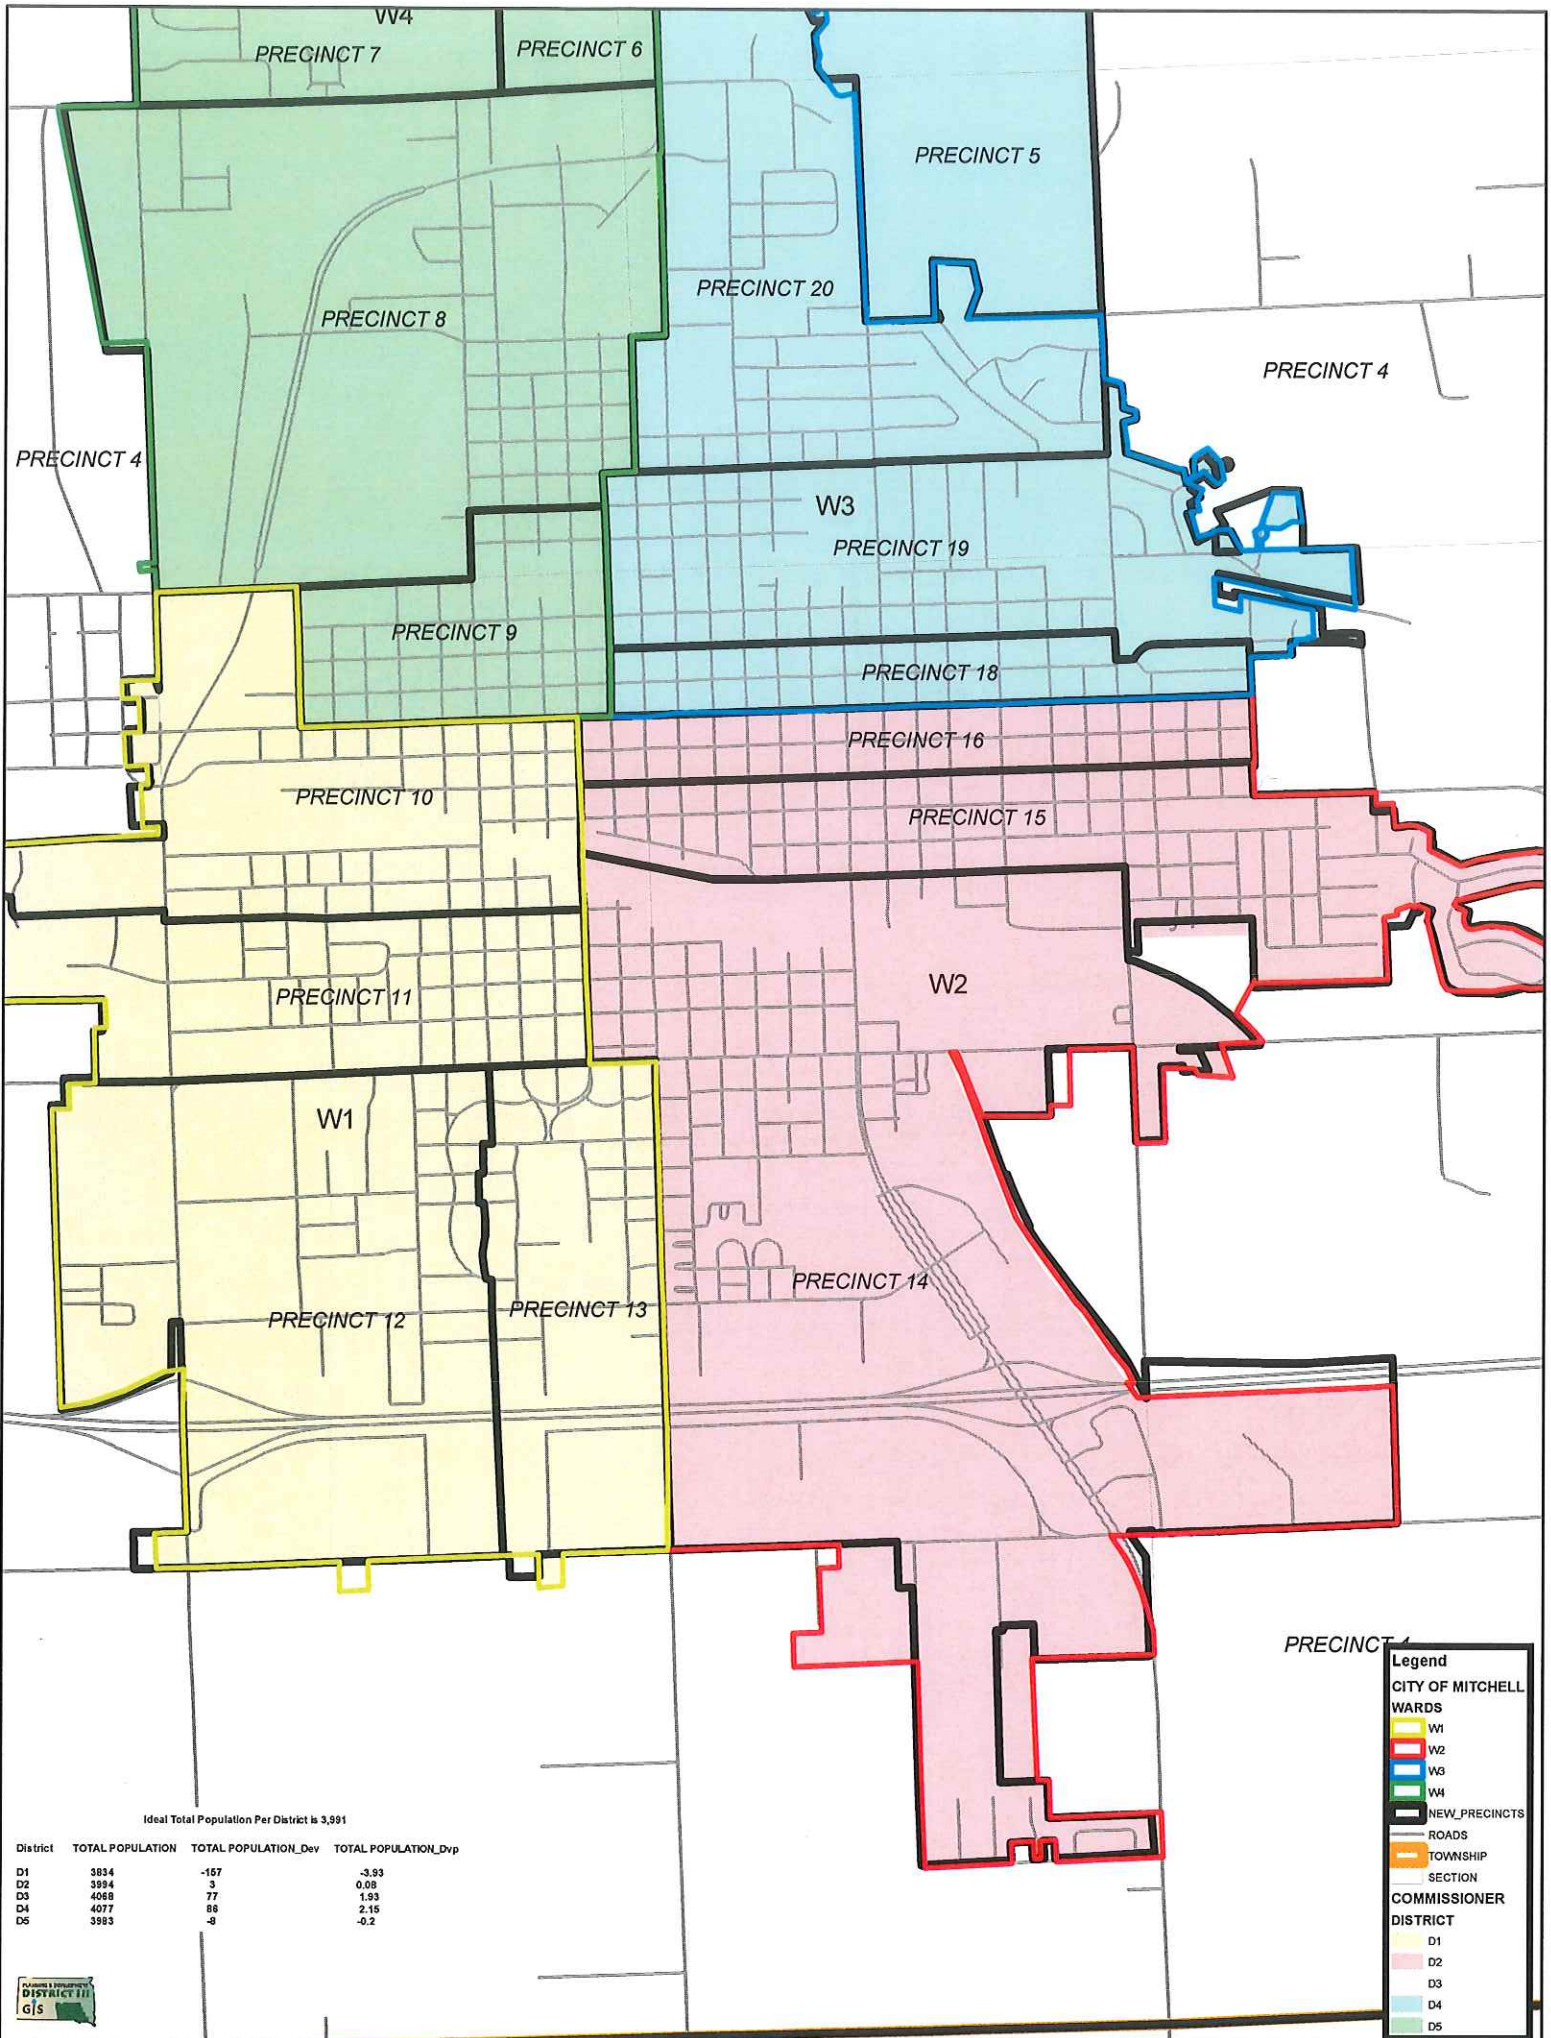 W4
PRECINCT 7
PRECINCT 6
PRECINCT 5
PRECINCT 20
PRECINCT 8
PRECINCT 4
PRECINCT 4
W3
PRECINCT 19
PRECINCT 9
PRECINCT 18
PRECINCT 16
PRECINCT 10
PRECINCT 15
W2
PRECINCT 11
W1
PRECINCT 14
PRECINCT 12
PRECINCT 13
PRECINCT 4
Legend
CITY OF MITCHELL
WARDS
W1
W2
W3
W4
NEW_PRECINCTS
ROADS
TOWNSHIP
SECTION
COMMISSIONER
DISTRICT
D1
D2
D3
D4
D5
Ideal Total Population Per District is 3,991
District TOTAL POPULATION TOTAL POPULATION_Dev TOTAL POPULATION_Dvp
D1 3834 -157 -3.93
D2 3994 3 0.08
D3 4068 77 1.93
D4 4077 86 2.15
D5 3983 -8 -0.2
PLANNING & DEVELOPMENT
DISTRICT III
GIS